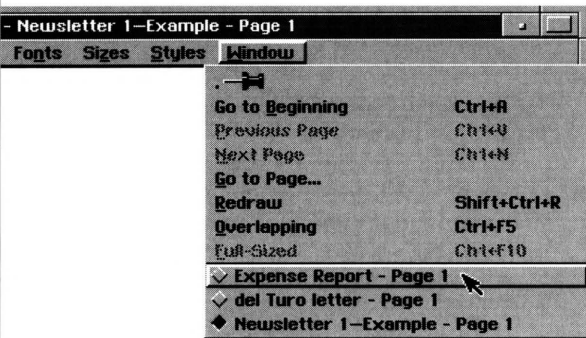 - Newsletter 1—Example - Page 1
Fonts Sizes Styles Window
Go to Beginning Ctrl+A
Previous Page Ctrl+V
Next Page Ctrl+N
Go to Page...
Redraw Shift+Ctrl+R
Overlapping Ctrl+F5
Full-Sized Ctrl+F10
Expense Report - Page 1
del Turo letter - Page 1
Newsletter 1—Example - Page 1